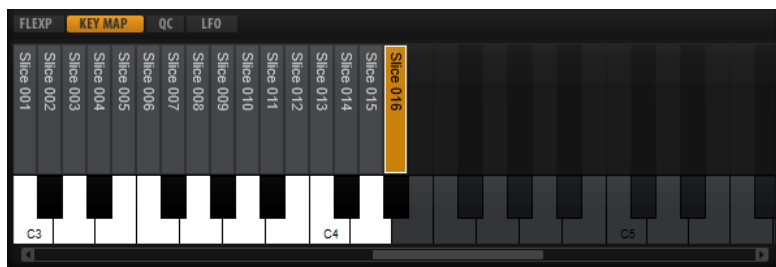 FLEXP KEY MAP QC LFO
Slice 001
Slice 002
Slice 003
Slice 004
Slice 005
Slice 006
Slice 007
Slice 008
Slice 009
Slice 010
Slice 011
Slice 012
Slice 013
Slice 014
Slice 015
Slice 016
C3 C4 C5